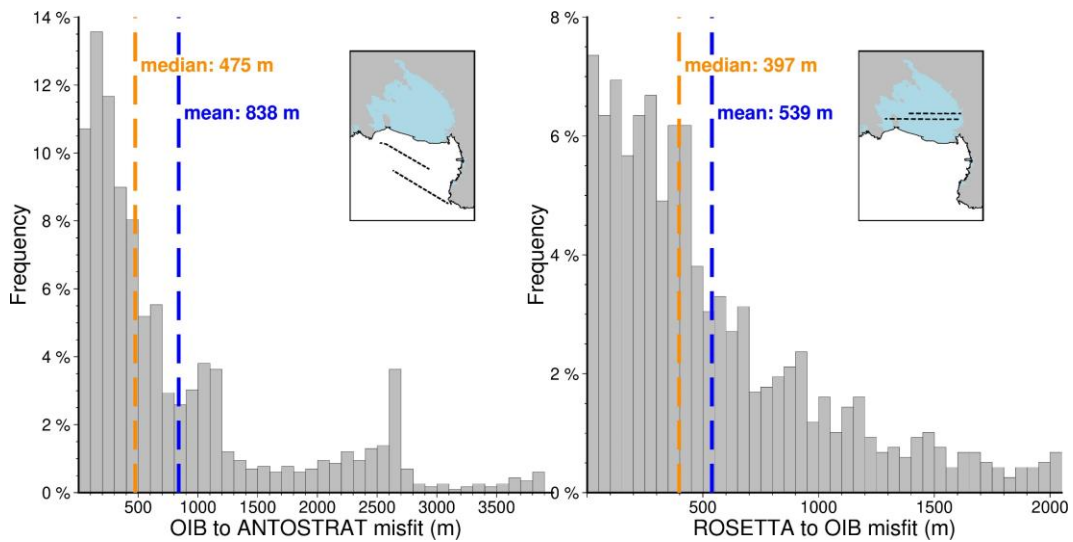 14 %
12 %
10 %
8 %
6 %
4 %
2 %
0 %
Frequency
median: 475 m
mean: 838 m
500 1000 1500 2000 2500 3000 3500
OIB to ANTOSTRAT misfit (m)
8 %
6 %
4 %
2 %
0 %
Frequency
median: 397 m
mean: 539 m
500 1000 1500 2000
ROSETTA to OIB misfit (m)